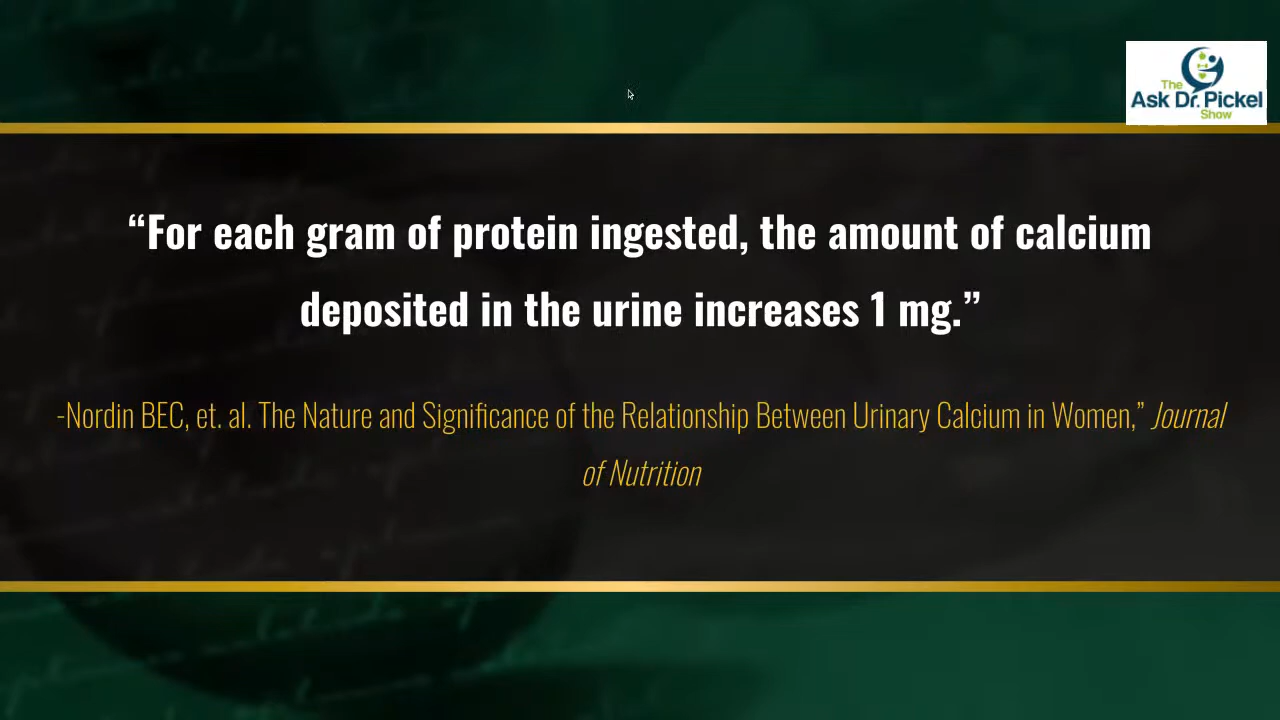 The
Ask Dr. Pickel
Show
“For each gram of protein ingested, the amount of calcium
deposited in the urine increases 1 mg.”
-Nordin BEC, et. al. The Nature and Significance of the Relationship Between Urinary Calcium in Women,” Journal
of Nutrition